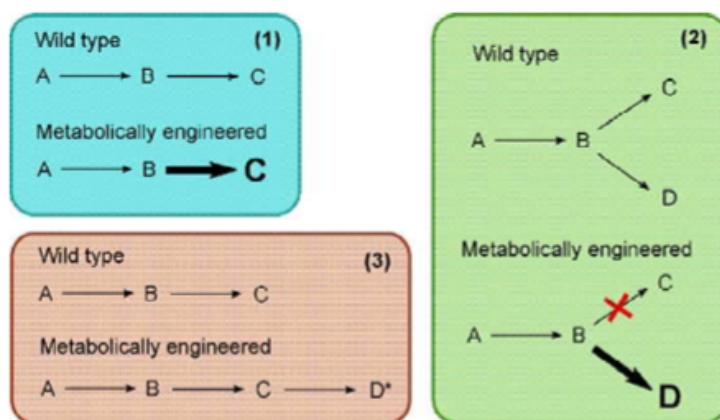 (1)
Wild type
A B C
Metabolically engineered
A B C
(2)
Wild type
C
A B
D
Metabolically engineered
C
A B
D
(3)
Wild type
A B C
Metabolically engineered
A B C D*